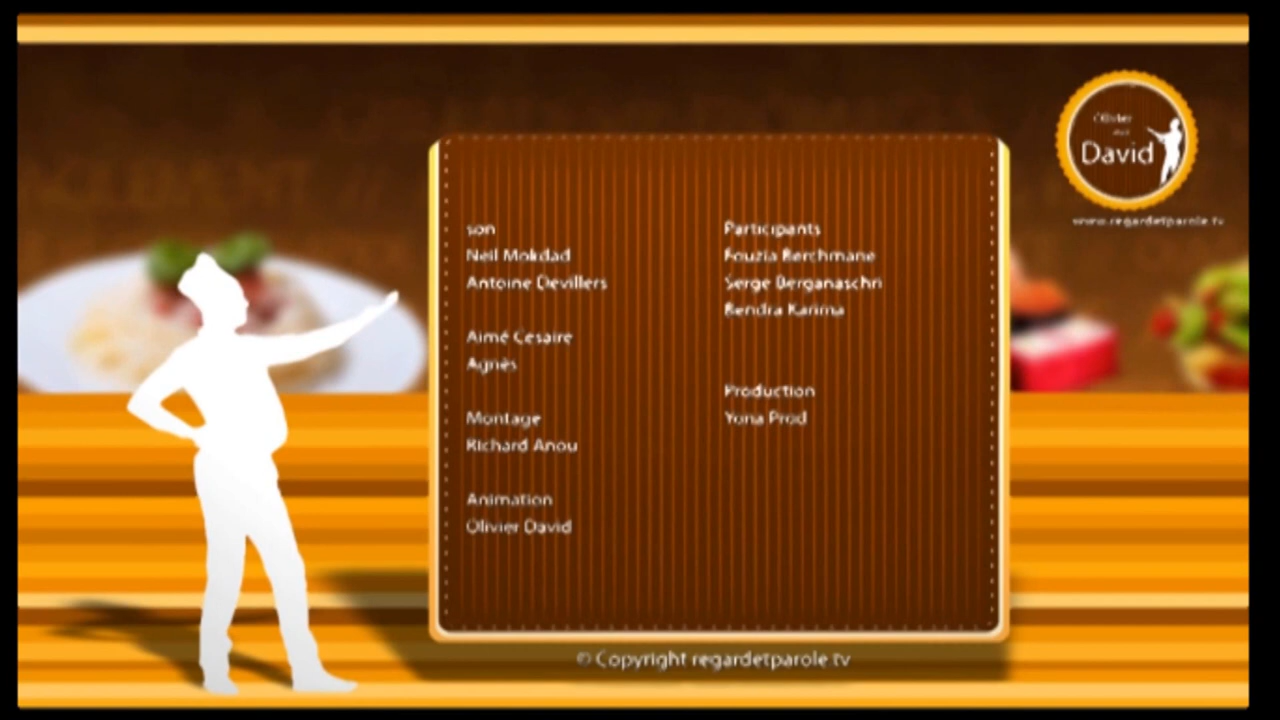 son
Neil Mokdad
Antoine Devillers
Aimé Cesaire
Agnès
Montage
Richard Anou
Animation
Olivier David
Participants
Fouzia Berchmane
Serge Berganaschri
Bendra Karima
Production
Yona Prod
Olivier
David
www.regardetparole.tv
© Copyright regardetparole.tv